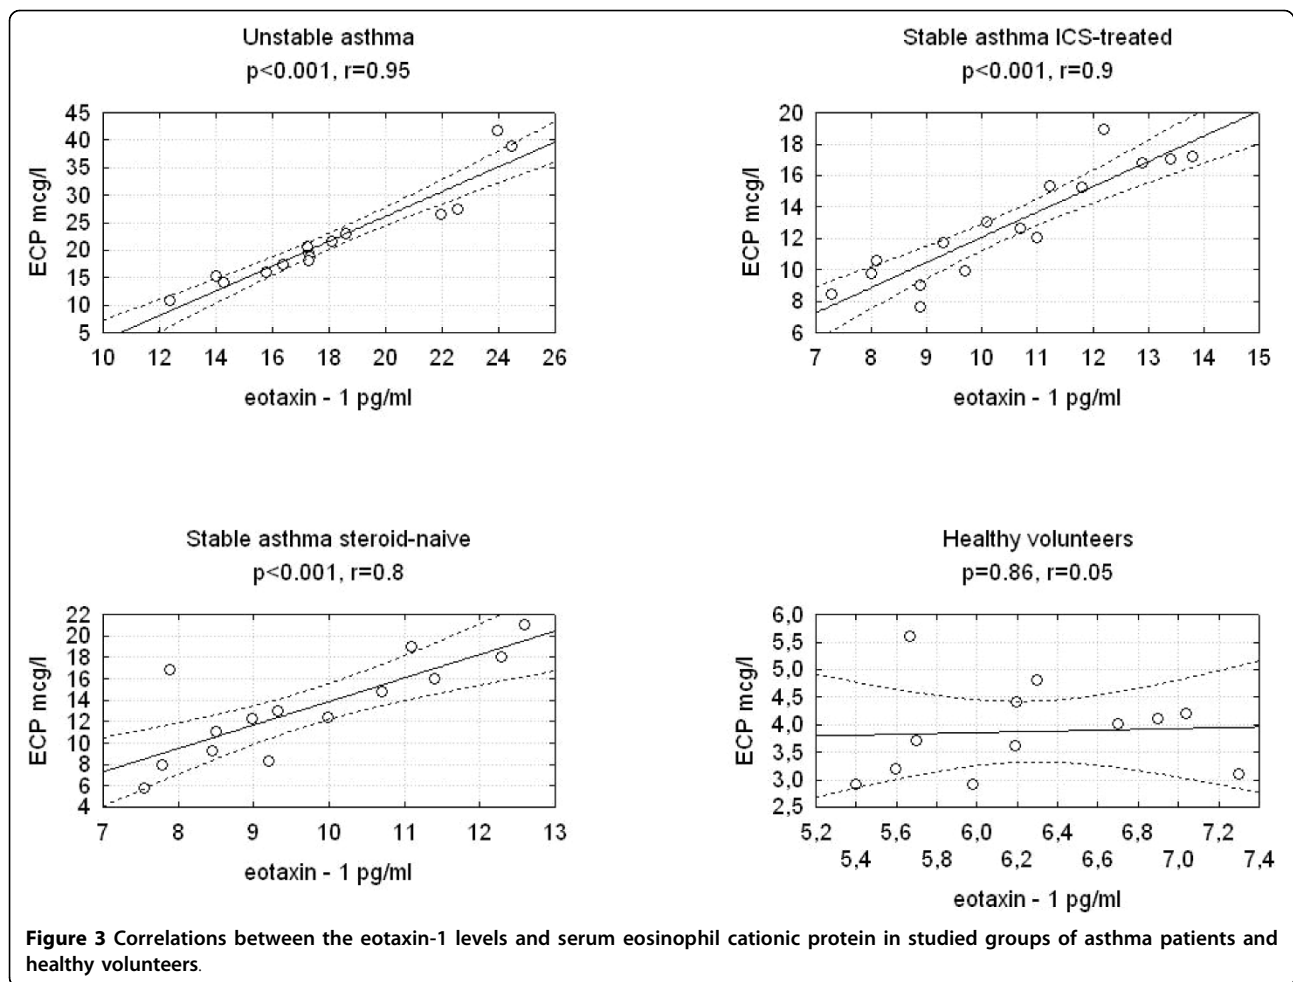 Unstable asthma
p<0.001, r=0.95
45
40
35
30
25
20
15
10
5
ECP mcg/l
10 12 14 16 18 20 22 24 26
eotaxin - 1 pg/ml
Stable asthma ICS-treated
p<0.001, r=0.9
20
18
16
14
12
10
8
6
ECP mcg/l
7 8 9 10 11 12 13 14 15
eotaxin - 1 pg/ml
Stable asthma steroid-naive
p<0.001, r=0.8
22
20
18
16
14
12
10
8
6
4
ECP mcg/l
7 8 9 10 11 12 13
eotaxin - 1 pg/ml
Healthy volunteers
p=0.86, r=0.05
6,0
5,5
5,0
4,5
4,0
3,5
3,0
2,5
ECP mcg/l
5,2 5,6 6,0 6,4 6,8 7,2
5,4 5,8 6,2 6,6 7,0 7,4
eotaxin - 1 pg/ml
Figure 3 Correlations between the eotaxin-1 levels and serum eosinophil cationic protein in studied groups of asthma patients and
healthy volunteers.